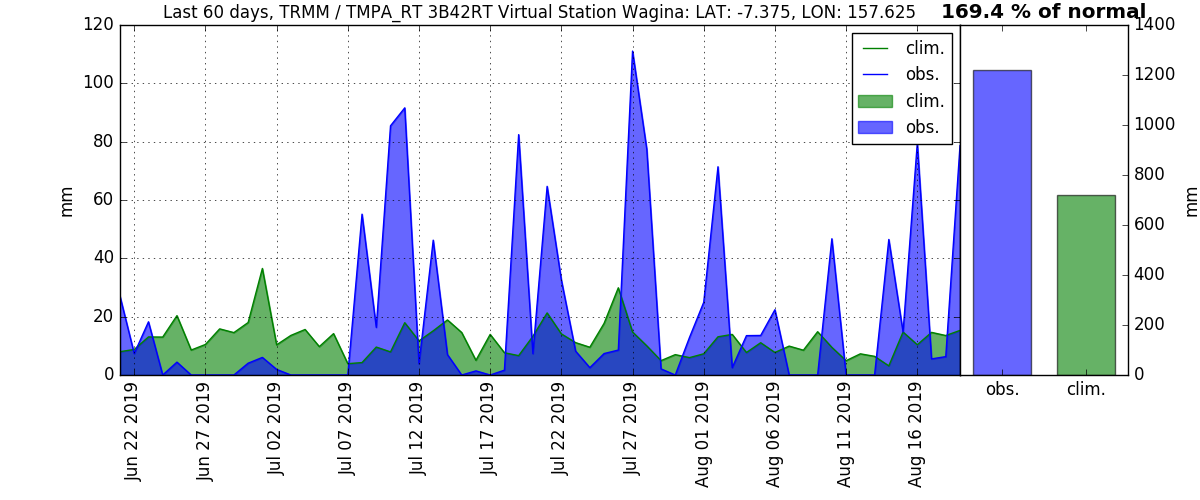 Last 60 days, TRMM / TMPA_RT 3B42RT Virtual Station Wagina: LAT: -7.375, LON: 157.625
169.4 % of normal
120
100
80
60
40
20
0
mm
clim.
obs.
clim.
obs.
Jun 22 2019
Jun 27 2019
Jul 02 2019
Jul 07 2019
Jul 12 2019
Jul 17 2019
Jul 22 2019
Jul 27 2019
Aug 01 2019
Aug 06 2019
Aug 11 2019
Aug 16 2019
1400
1200
1000
800
600
400
200
0
mm
obs.
clim.